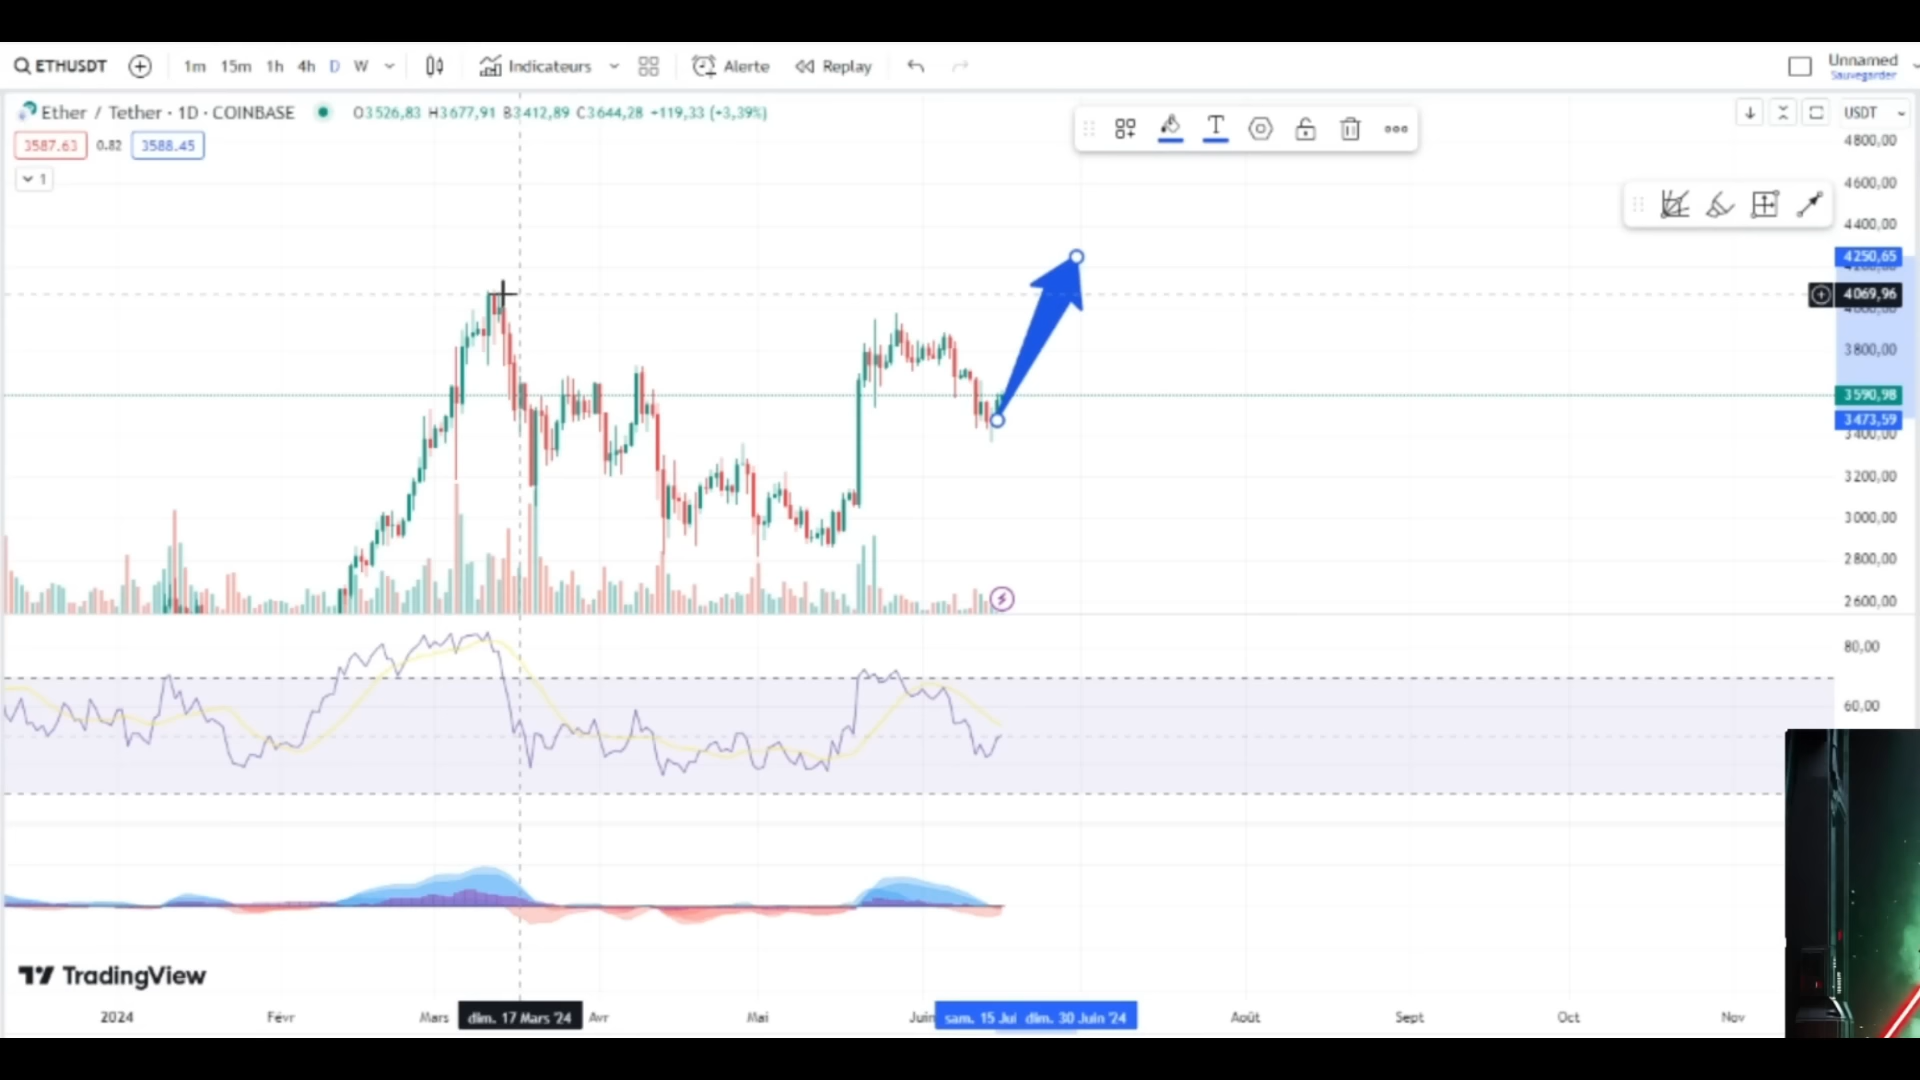 ETHUSDT 1m 15m 1h 4h D W Indicateurs Alerte Replay Unnamed
Sauvegarder
Ether / Tether · 1D · COINBASE O3526,83 H3677,91 B3412,89 C3644,28 +119,33 (+3,39%) USDT
3587.63 0.82 3588.45
1
4800,00
4600,00
4400,00
4250,65
4069,96
3800,00
3590,98
3473,59
3400,00
3200,00
3000,00
2800,00
2600,00
80,00
60,00
TradingView
2024 Févr Mars dim. 17 Mars '24 Avr Mai Juin sam. 15 Jui dim. 30 Juin '24 Août Sept Oct Nov